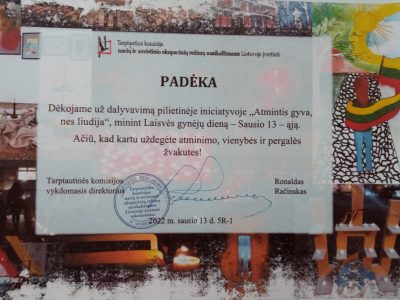 Tarptautinė komisija
nacių ir sovietinio okupacinių režimų nusikaltimams Lietuvoje įvertinti
PADĖKA
Dėkojame už dalyvavimą pilietinėje iniciatyvoje „Atmintis gyva,
nes liudija“, minint Laisvės gynėjų dieną – Sausio 13 – ąją.
Ačiū, kad kartu uždegėte atminimo, vienybės ir pergalės
žvakutes!
Tarptautinės komisijos
vykdomasis direktorius
Ronaldas
Račinskas
2022 m. sausio 13 d. 5R-1